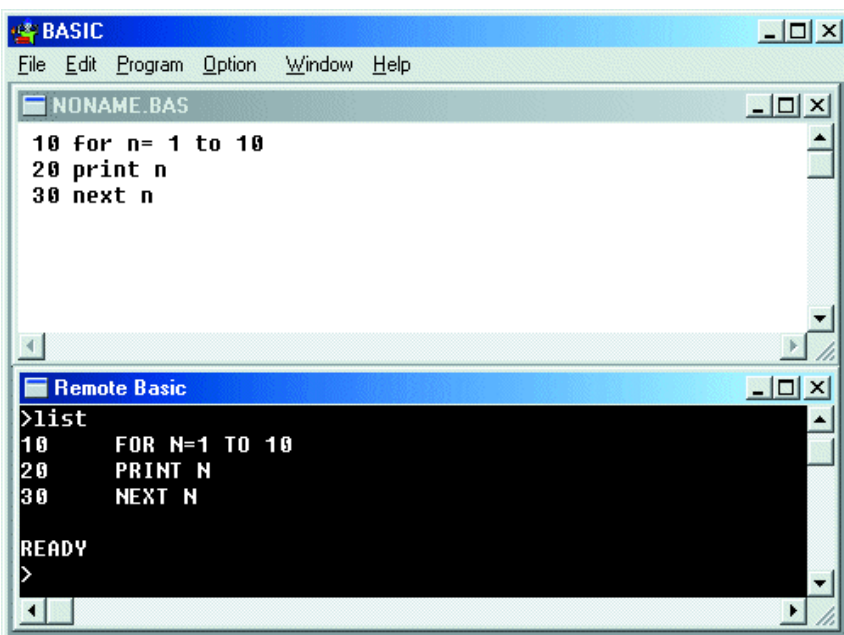 BASIC
File Edit Program Option Window Help
NONAME.BAS
10 for n= 1 to 10
20 print n
30 next n
Remote Basic
>list
10 FOR N=1 TO 10
20 PRINT N
30 NEXT N
READY
>